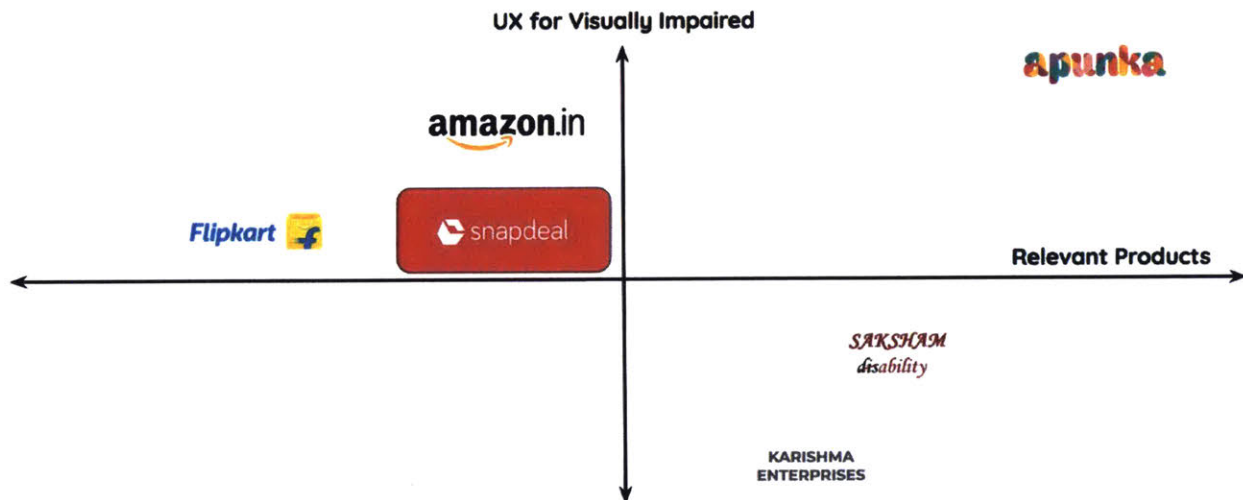 UX for Visually Impaired
apunka
amazon.in
Flipkart
snapdeal
Relevant Products
SAKSHAM
disability
KARISHMA
ENTERPRISES